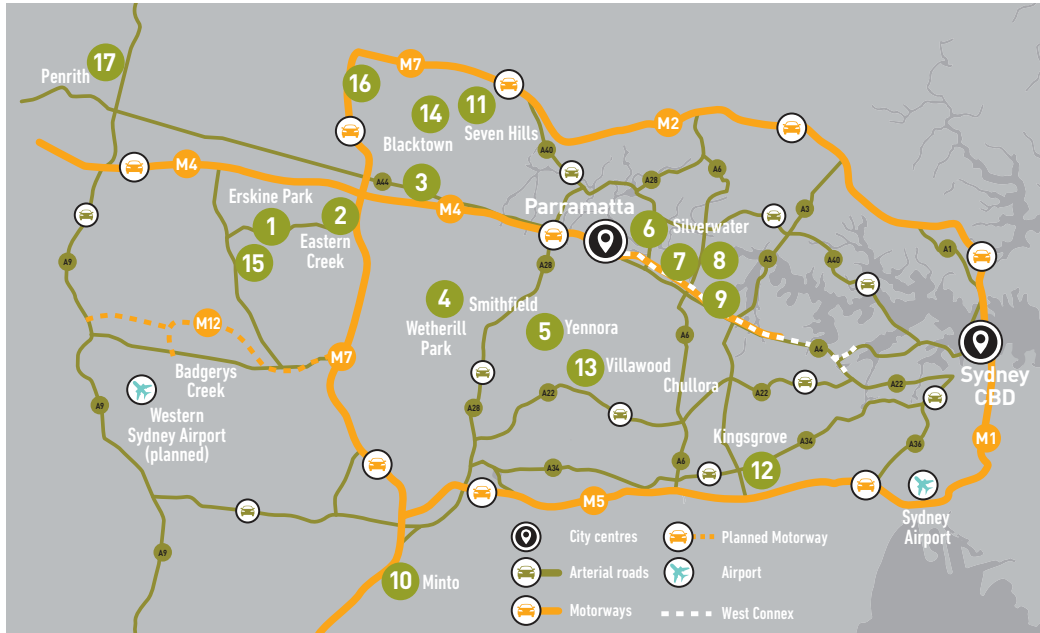 17
Penrith
16
M7
14
11
Seven Hills
Blacktown
M2
A40
M4
A44
3
M4
A28
A6
A3
Erskine Park
1
2
Eastern
Creek
15
Parramatta
6
Silverwater
7
8
9
A3
A40
A1
A9
A28
4
Smithfield
Wetherill
Park
5
Yennora
13
Villawood
Chullora
A6
A4
Sydney
CBD
M12
M7
Badgerys
Creek
Western
Sydney Airport
(planned)
A9
A28
A22
A22
A22
Kingsgrove
12
A34
A34
A6
A36
M1
M5
Sydney
Airport
A9
10
Minto
City centres
Planned Motorway
Arterial roads
Airport
Motorways
West Connex